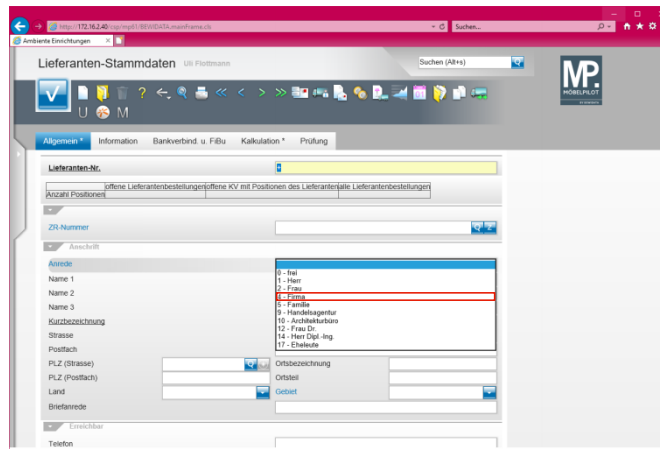 http://172.16.2.40/csp/mp61/BEWIDATA.mainFrame.cls
Suchen...
Ambiente Einrichtungen
Lieferanten-Stammdaten Uli Flottmann
Suchen (Alt+s)
MP.
MÖBELPILOT
U M
Allgemein * Information Bankverbind. u. FiBu Kalkulation * Prüfung
Lieferanten-Nr. +
offene Lieferantenbestellungen offene KV mit Positionen des Lieferanten alle Lieferantenbestellungen
Anzahl Positionen
ZR-Nummer
Anschrift
Anrede
0 - frei
1 - Herr
2 - Frau
4 - Firma
5 - Familie
9 - Handelsagentur
10 - Architekturbüro
12 - Frau Dr.
14 - Herr Dipl.-Ing.
17 - Eheleute
Name 1
Name 2
Name 3
Kurzbezeichnung
Strasse
Postfach
PLZ (Strasse) Ortsbezeichnung
PLZ (Postfach) Ortsteil
Land Gebiet
Briefanrede
Erreichbar
Telefon